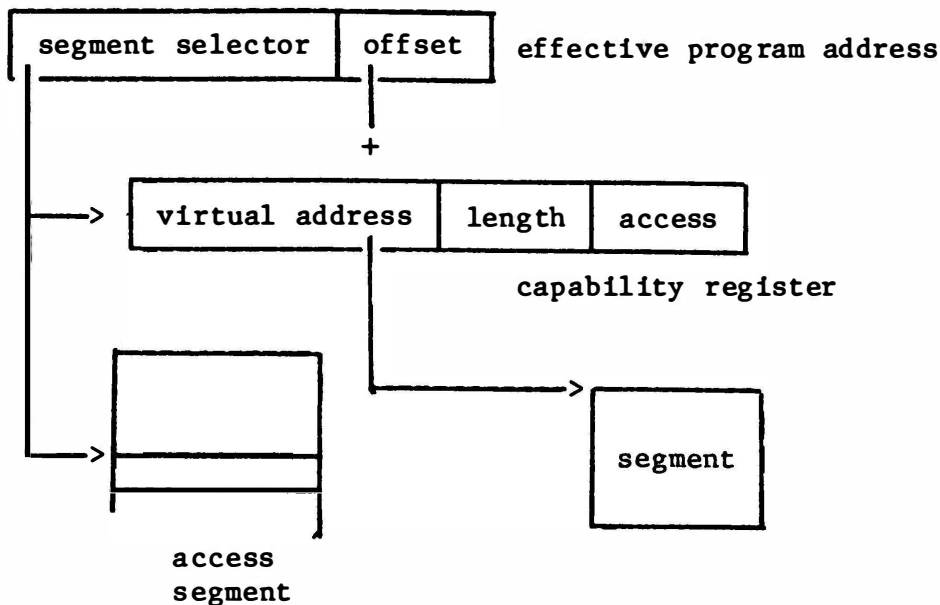 segment selector offset effective program address
+
virtual address length access
capability register
segment
access
segment